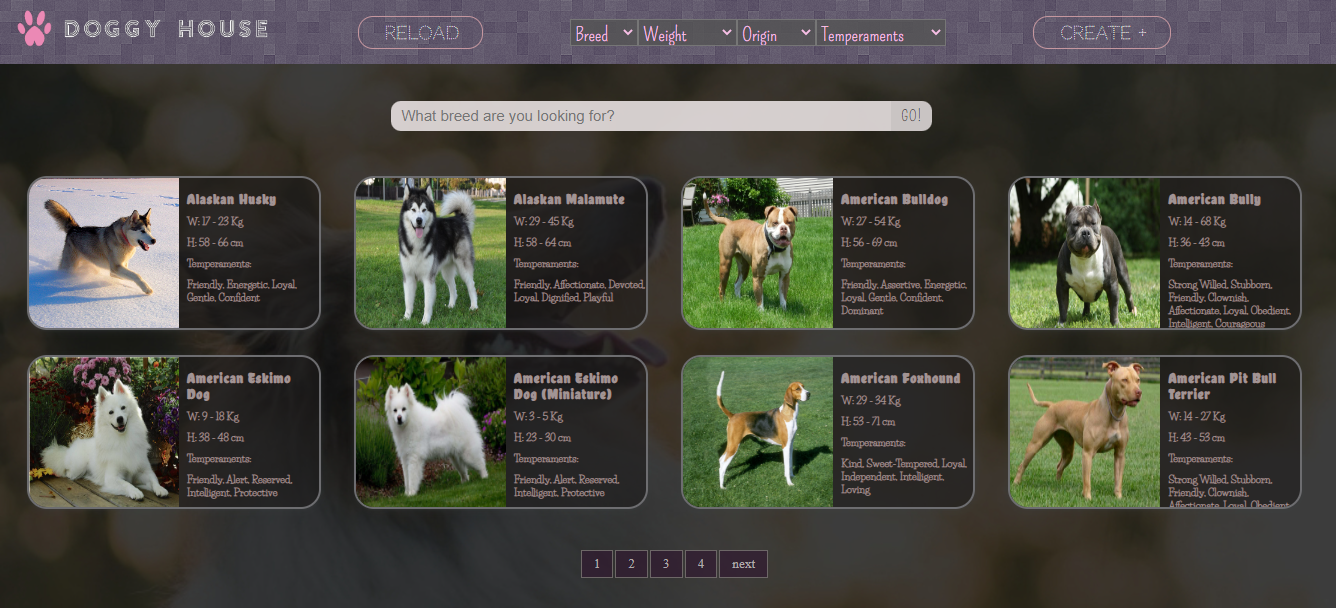 DOGGY HOUSE
RELOAD
Breed
Weight
Origin
Temperaments
CREATE +
What breed are you looking for?
GO!
Alaskan Husky
W: 17 - 23 Kg
H: 58 - 66 cm
Temperaments:
Friendly, Energetic, Loyal,
Gentle, Confident
Alaskan Malamute
W: 29 - 45 Kg
H: 58 - 64 cm
Temperaments:
Friendly, Affectionate, Devoted,
Loyal, Dignified, Playful
American Bulldog
W: 27 - 54 Kg
H: 56 - 69 cm
Temperaments:
Friendly, Assertive, Energetic,
Loyal, Gentle, Confident,
Dominant
American Bully
W: 14 - 68 Kg
H: 36 - 43 cm
Temperaments:
Strong Willed, Stubborn,
Friendly, Clownish,
Affectionate, Loyal, Obedient,
Intelligent, Courageous
American Eskimo
Dog
W: 9 - 18 Kg
H: 38 - 48 cm
Temperaments:
Friendly, Alert, Reserved,
Intelligent, Protective
American Eskimo
Dog (Miniature)
W: 3 - 5 Kg
H: 23 - 30 cm
Temperaments:
Friendly, Alert, Reserved,
Intelligent, Protective
American Foxhound
W: 29 - 34 Kg
H: 53 - 71 cm
Temperaments:
Kind, Sweet-Tempered, Loyal,
Independent, Intelligent,
Loving
American Pit Bull
Terrier
W: 14 - 27 Kg
H: 43 - 53 cm
Temperaments:
Strong Willed, Stubborn,
Friendly, Clownish,
Affectionate, Loyal, Obedient
1
2
3
4
next